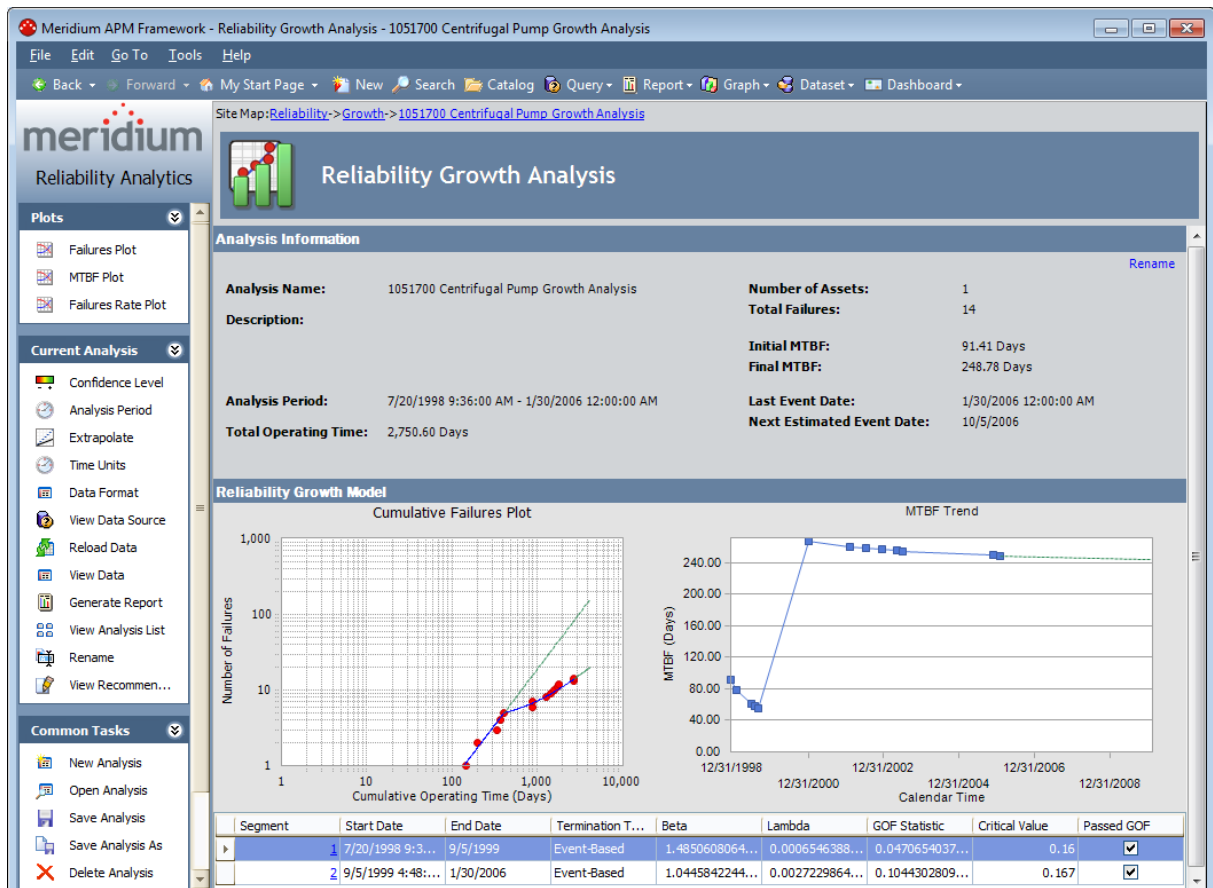 Meridium APM Framework - Reliability Growth Analysis - 1051700 Centrifugal Pump Growth Analysis
File Edit Go To Tools Help
Back Forward My Start Page New Search Catalog Query Report Graph Dataset Dashboard
meridium
Reliability Analytics
Plots
Failures Plot
MTBF Plot
Failures Rate Plot
Current Analysis
Confidence Level
Analysis Period
Extrapolate
Time Units
Data Format
View Data Source
Reload Data
View Data
Generate Report
View Analysis List
Rename
View Recommen...
Common Tasks
New Analysis
Open Analysis
Save Analysis
Save Analysis As
Delete Analysis
Site Map:Reliability->Growth->1051700 Centrifugal Pump Growth Analysis
Reliability Growth Analysis
Analysis Information
Rename
Analysis Name: 1051700 Centrifugal Pump Growth Analysis
Description:
Number of Assets: 1
Total Failures: 14
Initial MTBF: 91.41 Days
Final MTBF: 248.78 Days
Analysis Period: 7/20/1998 9:36:00 AM - 1/30/2006 12:00:00 AM
Total Operating Time: 2,750.60 Days
Last Event Date: 1/30/2006 12:00:00 AM
Next Estimated Event Date: 10/5/2006
Reliability Growth Model
Cumulative Failures Plot
Number of Failures
1,000
100
10
1
1 10 100 1,000 10,000
Cumulative Operating Time (Days)
MTBF Trend
MTBF (Days)
240.00
200.00
160.00
120.00
80.00
40.00
0.00
12/31/1998 12/31/2000 12/31/2002 12/31/2004 12/31/2006 12/31/2008
Calendar Time
Segment Start Date End Date Termination T... Beta Lambda GOF Statistic Critical Value Passed GOF
1 7/20/1998 9:3... 9/5/1999 Event-Based 1.4850608064... 0.0006546388... 0.0470654037... 0.16
2 9/5/1999 4:48:... 1/30/2006 Event-Based 1.0445842244... 0.0027229864... 0.1044302809... 0.167